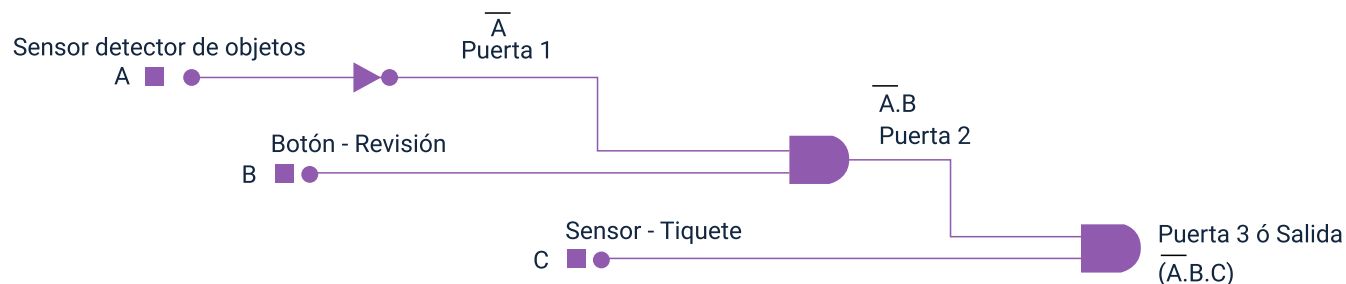 Sensor detector de objetos
A
A̅
Puerta 1
Botón - Revisión
B
A̅.B
Puerta 2
Sensor - Tiquete
C
Puerta 3 ó Salida
(A̅.B.C)